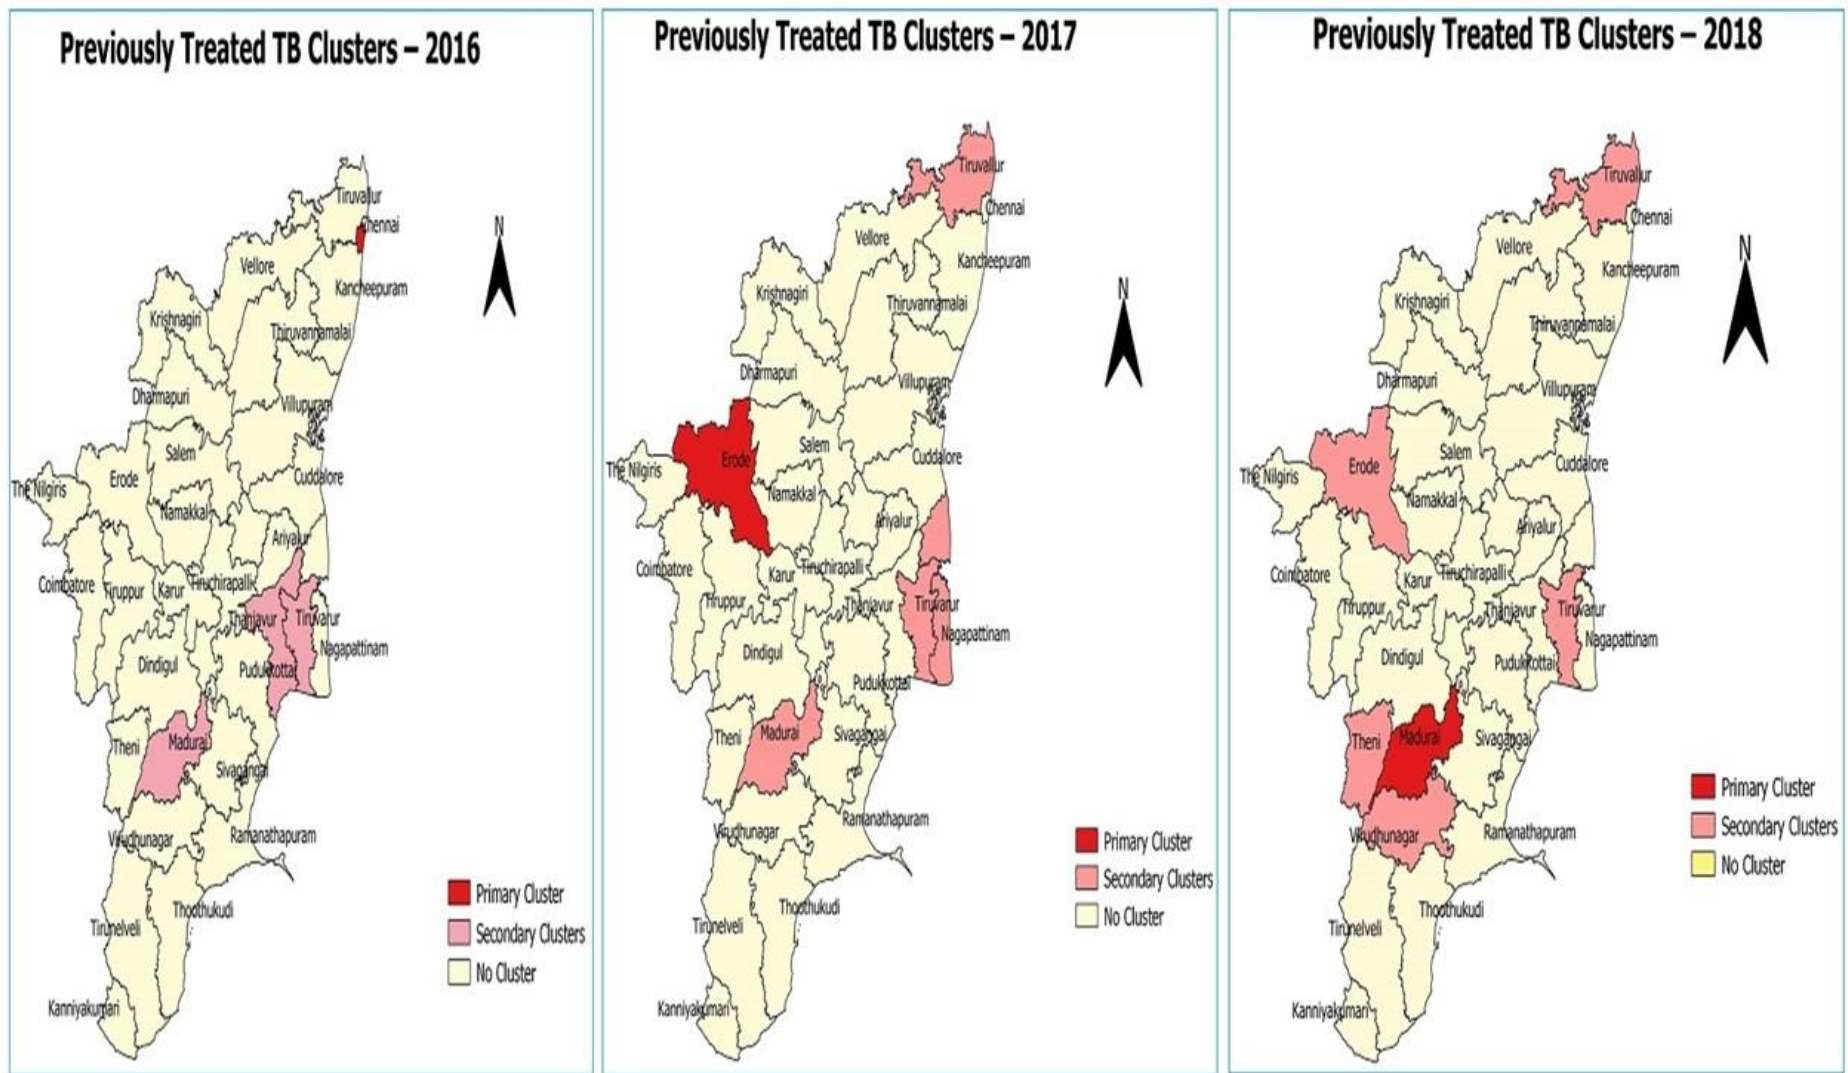 Previously Treated TB Clusters – 2016
Tiruvallur
Chennai
N
Vellore
Kancheepuram
Krishnagiri
Thiruvannamalai
Dharmapuri
Villupuram
Salem
Erode
Cuddalore
The Nilgiris
Namakkal
Ariyalur
Coimbatore
Tiruppur
Karur
Tiruchirapalli
Thanjavur
Tiruvarur
Nagapattinam
Dindigul
Pudukkottai
Theni
Madurai
Sivagangai
Virudhunagar
Ramanathapuram
Primary Cluster
Thoothukudi
Tirunelveli
Secondary Clusters
No Cluster
Kanniyakumari
Previously Treated TB Clusters – 2017
Tiruvallur
Chennai
Vellore
Kancheepuram
N
Krishnagiri
Thiruvannamalai
Dharmapuri
Villupuram
Salem
Erode
Cuddalore
The Nilgiris
Namakkal
Ariyalur
Coimbatore
Karur
Tiruchirapalli
Tiruppur
Thanjavur
Tiruvarur
Nagapattinam
Dindigul
Pudukkottai
Theni
Madurai
Sivagangai
Virudhunagar
Ramanathapuram
Primary Cluster
Secondary Clusters
Thoothukudi
No Cluster
Tirunelveli
Kanniyakumari
Previously Treated TB Clusters – 2018
Tiruvallur
Chennai
N
Vellore
Kancheepuram
Krishnagiri
Thiruvannamalai
Dharmapuri
Villupuram
Salem
Erode
Cuddalore
The Nilgiris
Namakkal
Ariyalur
Coimbatore
Karur
Tiruchirapalli
Tiruppur
Thanjavur
Tiruvarur
Nagapattinam
Dindigul
Pudukkottai
Theni
Madurai
Sivagangai
Primary Cluster
Secondary Clusters
Virudhunagar
Ramanathapuram
No Cluster
Thoothukudi
Tirunelveli
Kanniyakumari